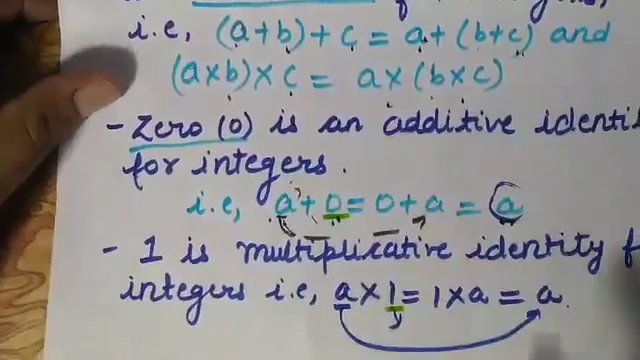 i.e, (a+b)+c = a+(b+c) and
(a×b)×c = a×(b×c)
- Zero (0) is an additive
for integers.
i.e, a+0=0+a = a
- 1 is multiplicative identity
integers i.e, a×1=1×a = a.